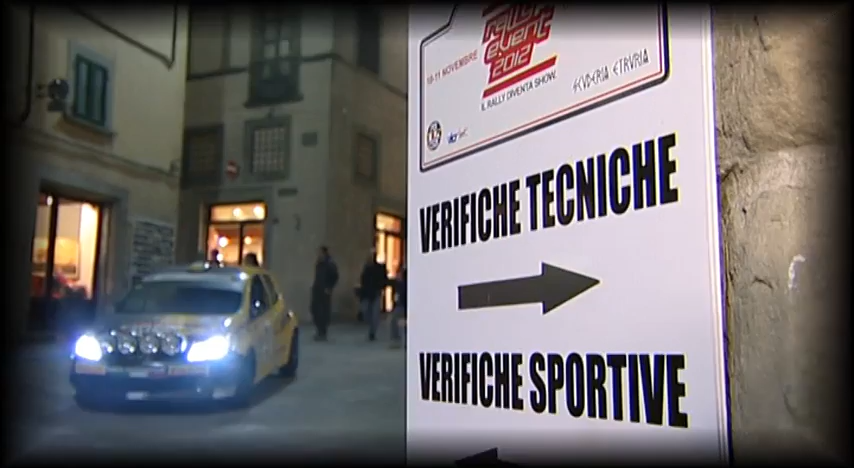 rally
event
2012
10-11 NOVEMBRE
IL RALLY DIVENTA SHOW
SCVDERIA ETRVRIA
VERIFICHE TECNICHE
VERIFICHE SPORTIVE